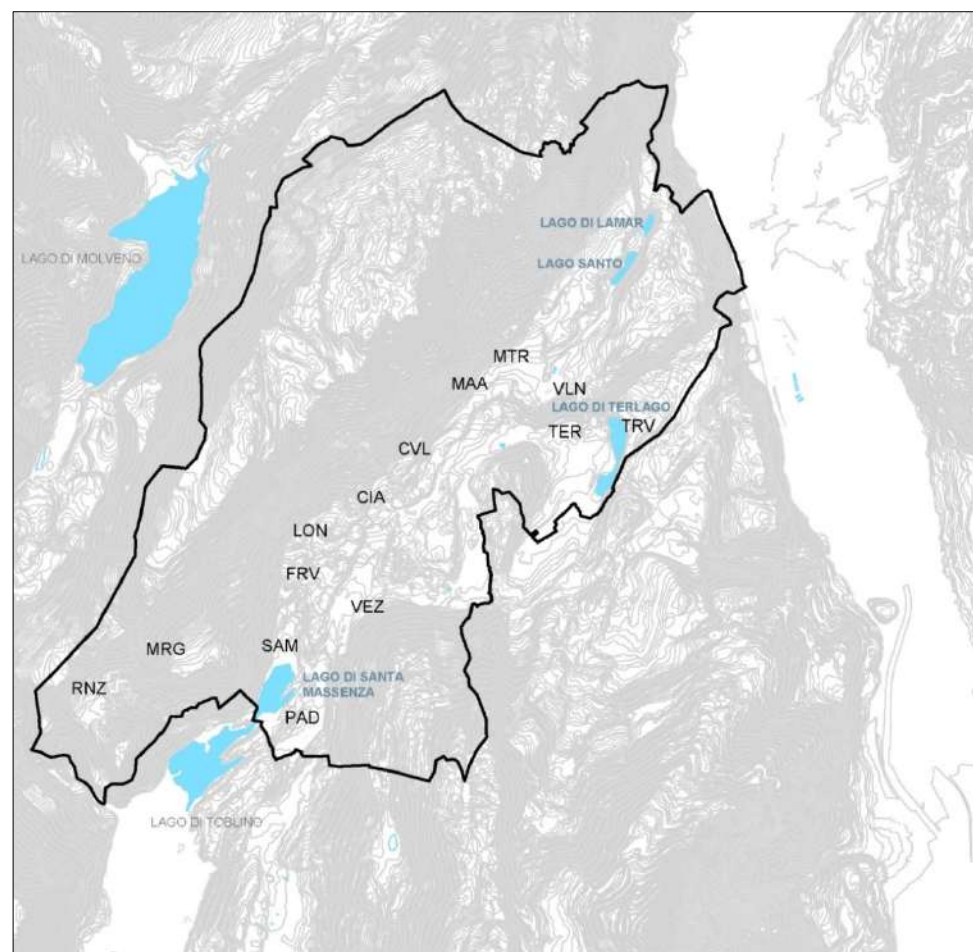 LAGO DI LAMAR
LAGO DI MOLVENO
LAGO SANTO
MTR
MAA
VLN
LAGO DI TERLAGO
TER
TRV
CVL
CIA
LON
FRV
VEZ
SAM
MRG
LAGO DI SANTA
MASSENZA
RNZ
PAD
LAGO DI TOBLINO